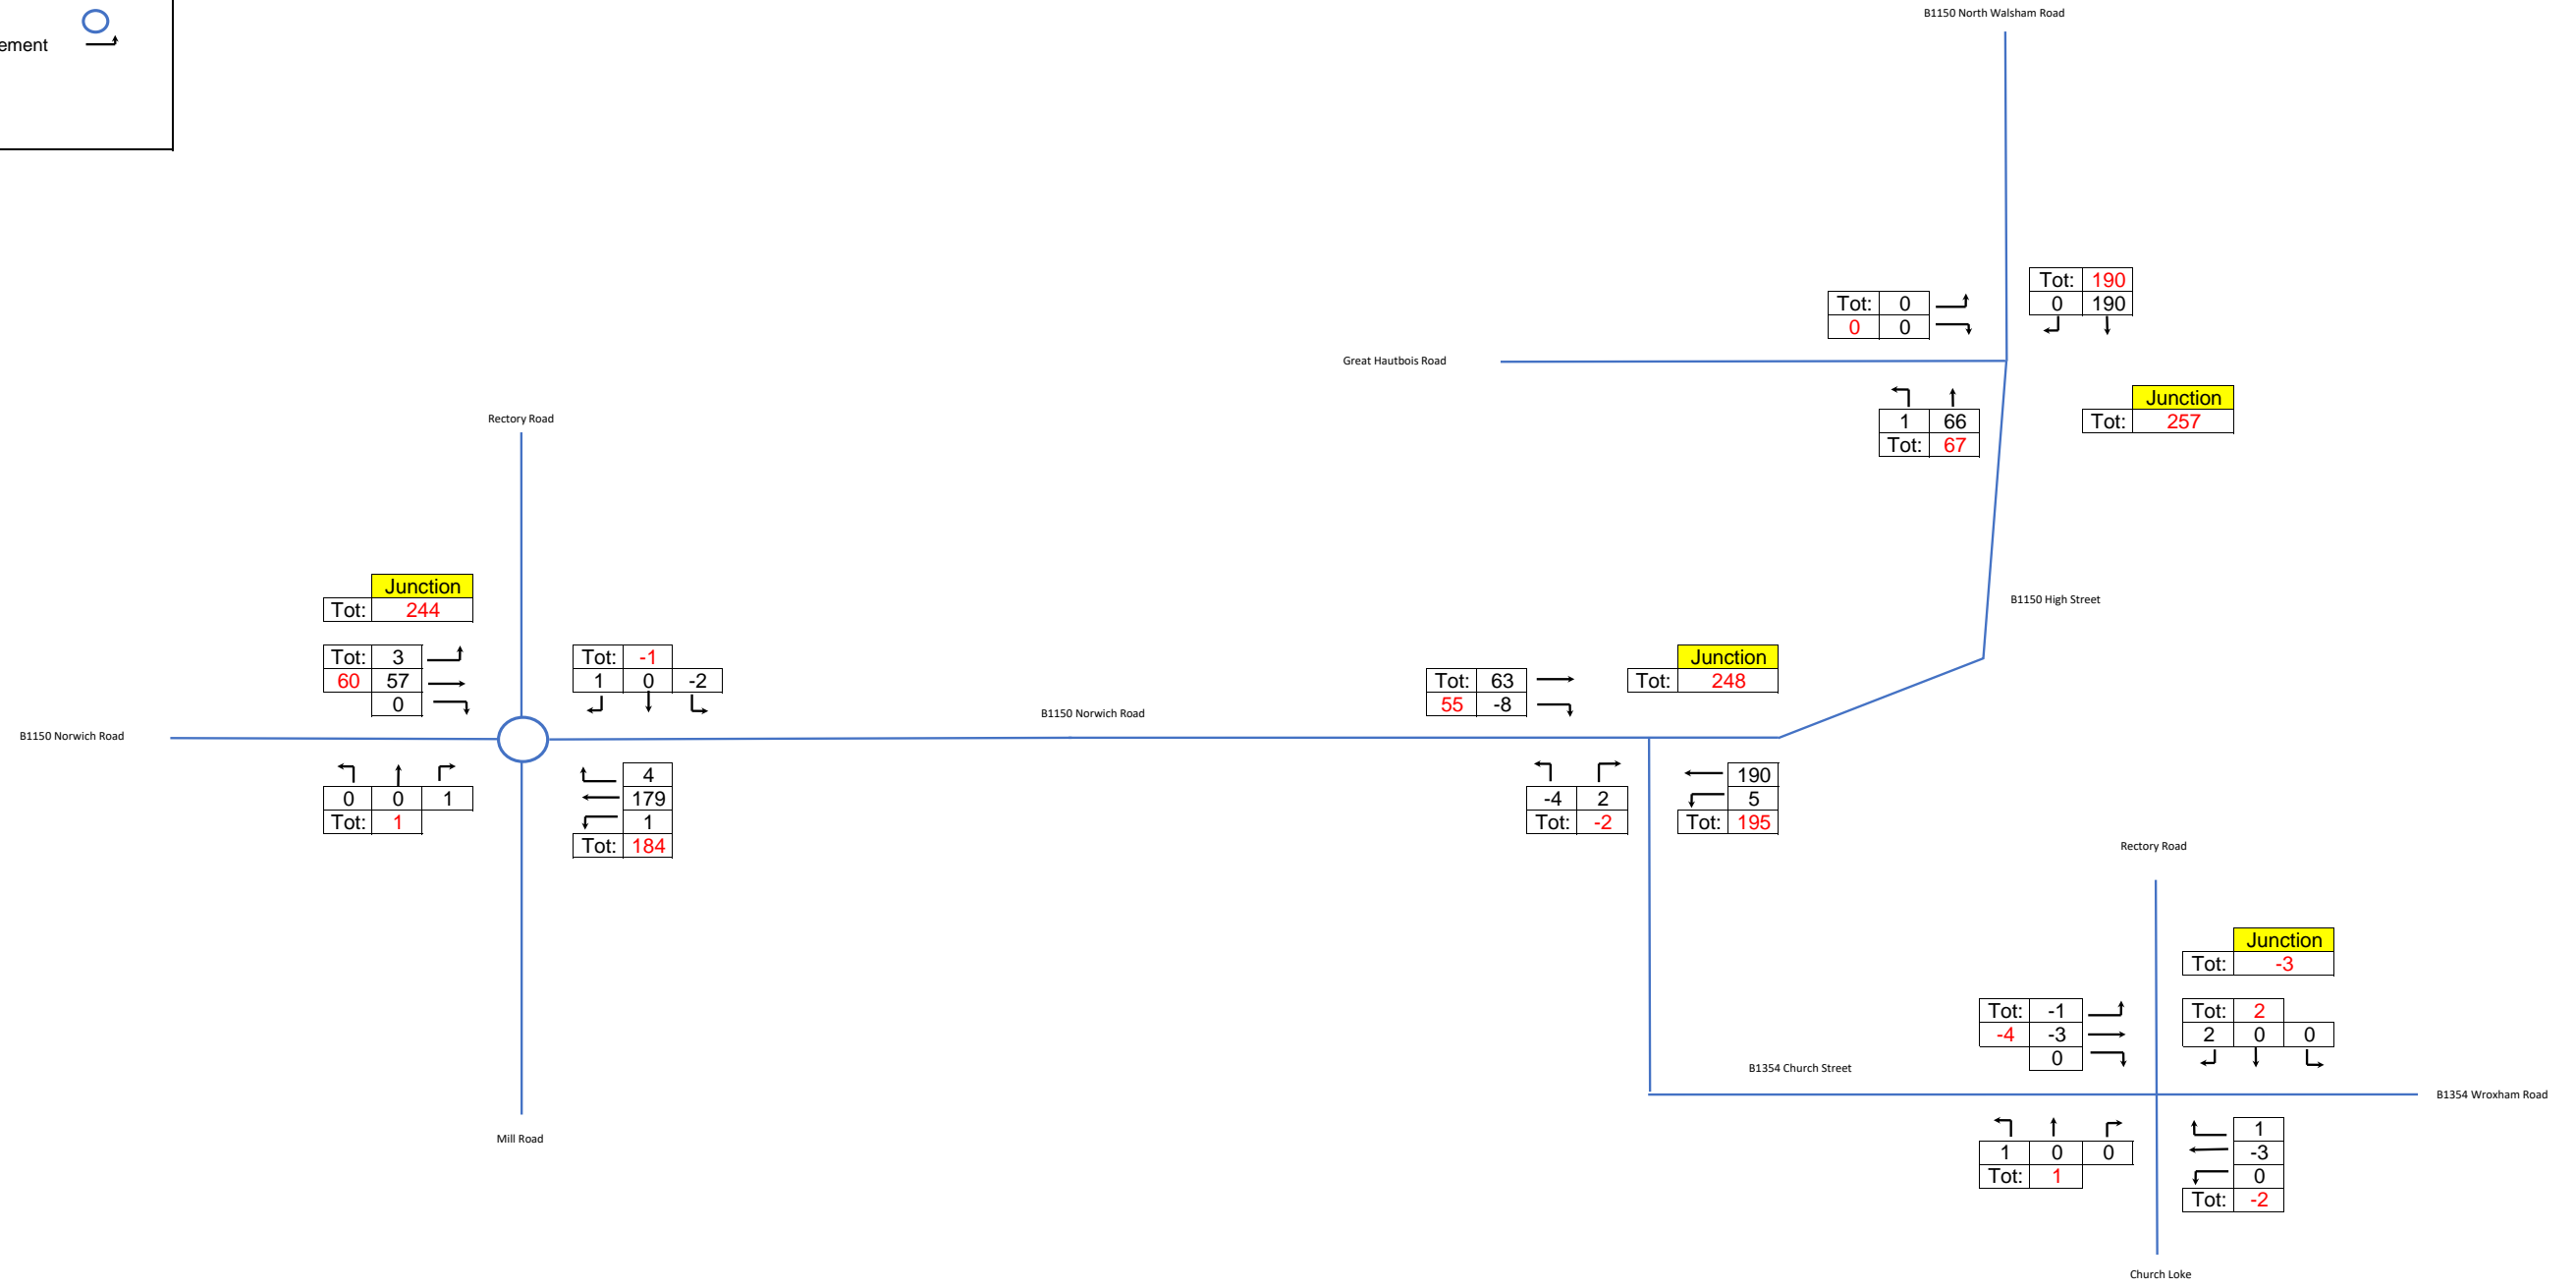 ement
B1150 North Walsham Road
Tot: 190
0 190
Tot: 0
0 0
Great Hautbois Road
Junction
Tot: 257
1 66
Tot: 67
Rectory Road
B1150 High Street
Junction
Tot: 244
Tot: 3
60 57
0
Tot: -1
1 0 -2
B1150 Norwich Road
0 0 1
Tot: 1
4
179
1
Tot: 184
Mill Road
B1150 Norwich Road
Tot: 63
55 -8
Junction
Tot: 248
-4 2
Tot: -2
190
5
Tot: 195
Rectory Road
Junction
Tot: -3
Tot: -1
-4 -3
0
Tot: 2
2 0 0
B1354 Church Street
B1354 Wroxham Road
1 0 0
Tot: 1
1
-3
0
Tot: -2
Church Loke